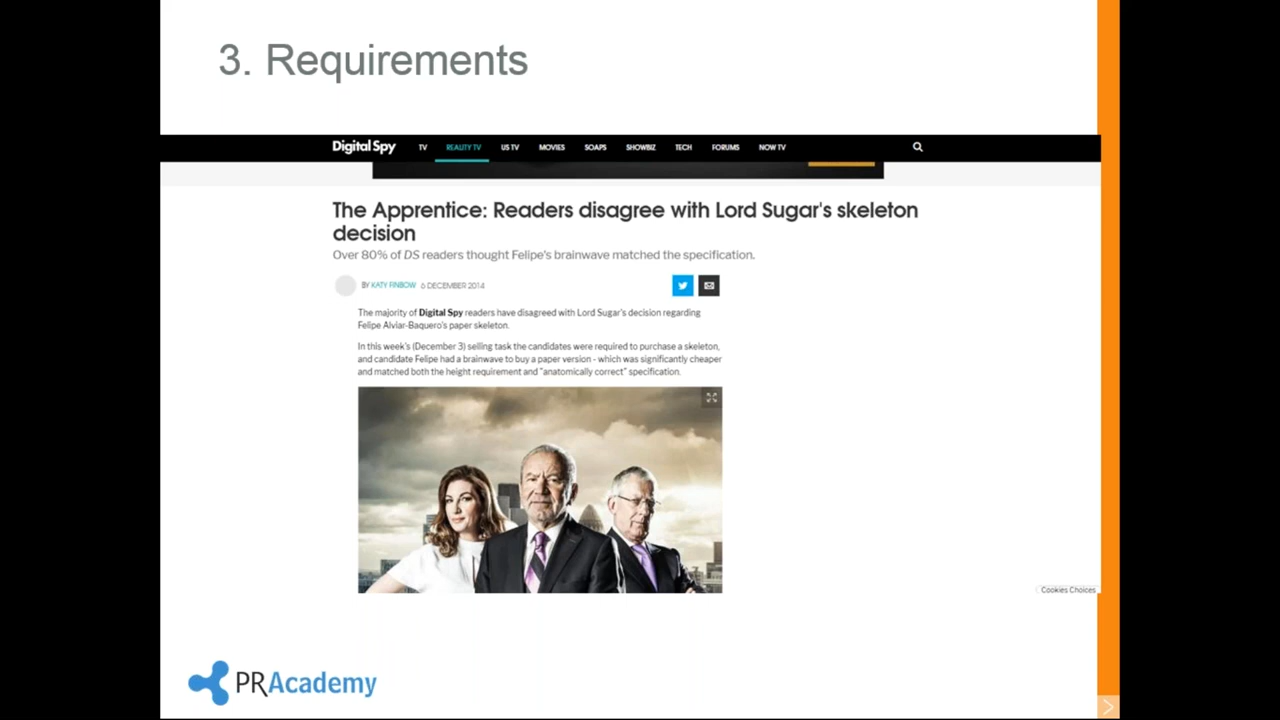 3. Requirements
Digital Spy TV REALITY TV US TV MOVIES SOAPS SHOWBIZ TECH FORUMS NOW TV
The Apprentice: Readers disagree with Lord Sugar's skeleton
decision
Over 80% of DS readers thought Felipe's brainwave matched the specification.
BY KATY FINBOW 6 DECEMBER 2014
The majority of Digital Spy readers have disagreed with Lord Sugar's decision regarding
Felipe Alviar-Baquero's paper skeleton.
In this week's (December 3) selling task the candidates were required to purchase a skeleton,
and candidate Felipe had a brainwave to buy a paper version - which was significantly cheaper
and matched both the height requirement and "anatomically correct" specification.
Cookies Choices
PRAcademy